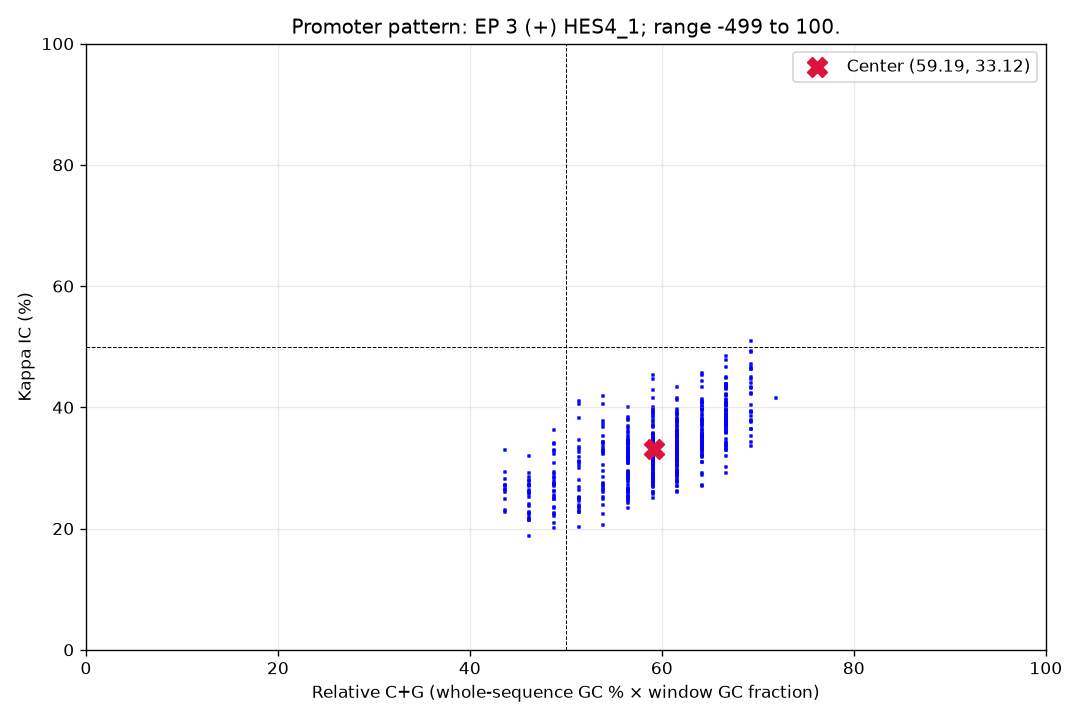 Promoter pattern: EP 3 (+) HES4_1; range -499 to 100.
Center (59.19, 33.12)
100
80
60
40
20
0
Kappa IC (%)
0 20 40 60 80 100
Relative C+G (whole-sequence GC % × window GC fraction)